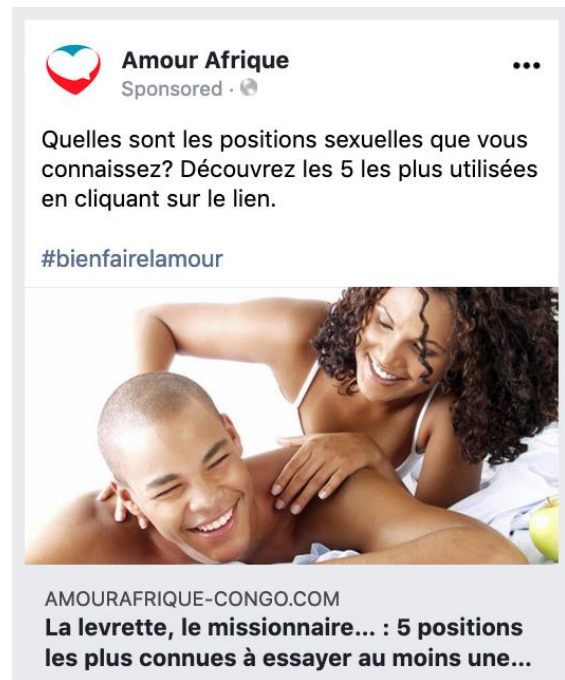 Amour Afrique
Sponsored ·
Quelles sont les positions sexuelles que vous
connaissez? Découvrez les 5 les plus utilisées
en cliquant sur le lien.
#bienfairelamour
AMOURAFRIQUE-CONGO.COM
La levrette, le missionnaire... : 5 positions
les plus connues à essayer au moins une...